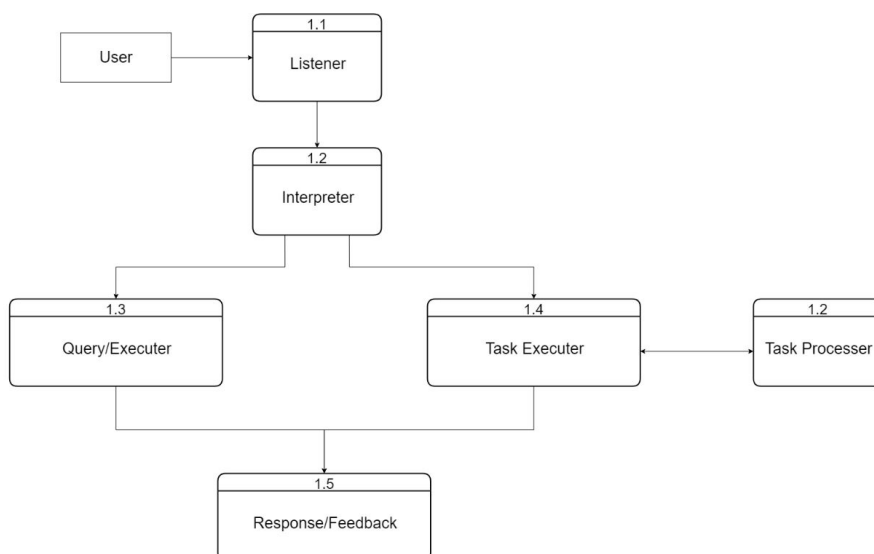 1.1
User
Listener
1.2
Interpreter
1.3
Query/Executer
1.4
Task Executer
1.2
Task Processer
1.5
Response/Feedback